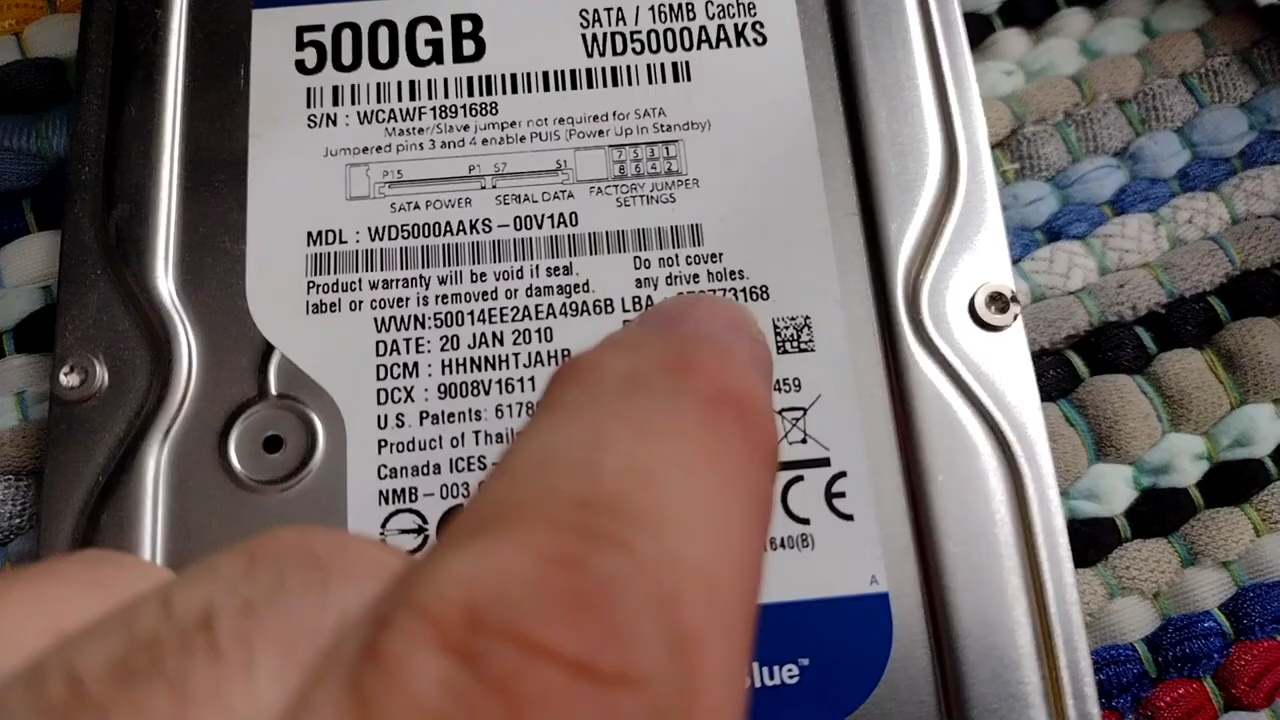 500GB
SATA / 16MB Cache
WD5000AAKS
S/N : WCAWF1891688
Master/Slave jumper not required for SATA
Jumpered pins 3 and 4 enable PUIS (Power Up In Standby)
P15 P1 S7 S1
7 5 3 1
8 6 4 2
SATA POWER SERIAL DATA FACTORY JUMPER
SETTINGS
MDL : WD5000AAKS-00V1A0
Product warranty will be void if seal,
label or cover is removed or damaged.
Do not cover
any drive holes.
WWN:50014EE2AEA49A6B LBA
DATE: 20 JAN 2010
DCM : HHNNHTJAHB
DCX : 9008V1611
459
U.S. Patents: 6178
Product of
Canada ICES-
NMB-003
CE
640(B)
A
lue™